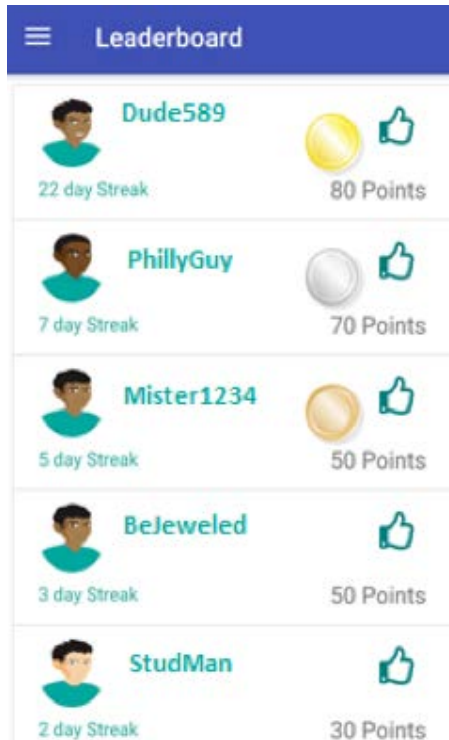 Leaderboard
Dude589
22 day Streak 80 Points
PhillyGuy
7 day Streak 70 Points
Mister1234
5 day Streak 50 Points
BeJeweled
3 day Streak 50 Points
StudMan
2 day Streak 30 Points